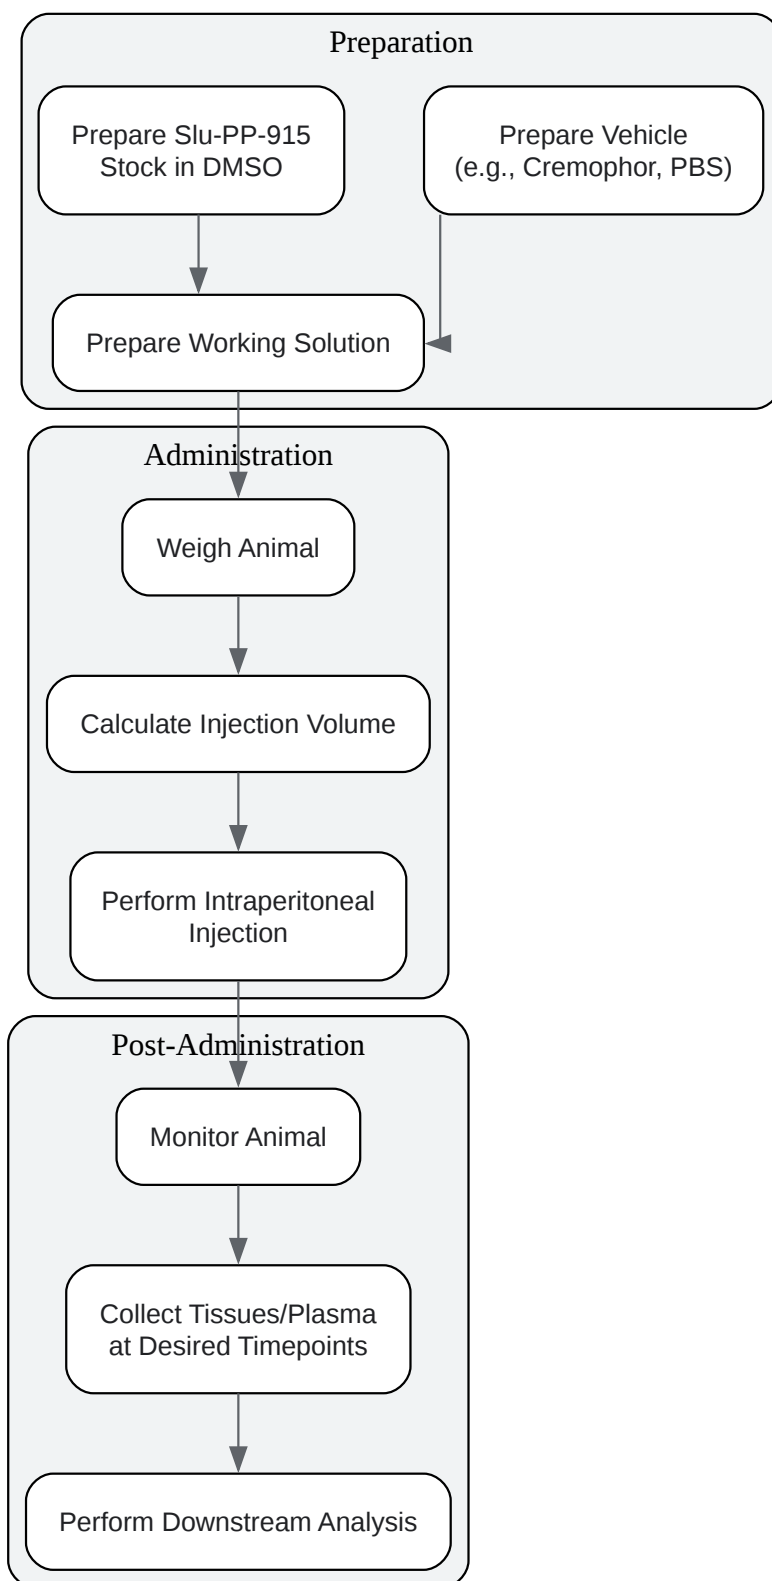 Preparation
Prepare Slu-PP-915
Stock in DMSO
Prepare Vehicle
(e.g., Cremophor, PBS)
Prepare Working Solution
Administration
Weigh Animal
Calculate Injection Volume
Perform Intraperitoneal
Injection
Post-Administration
Monitor Animal
Collect Tissues/Plasma
at Desired Timepoints
Perform Downstream Analysis